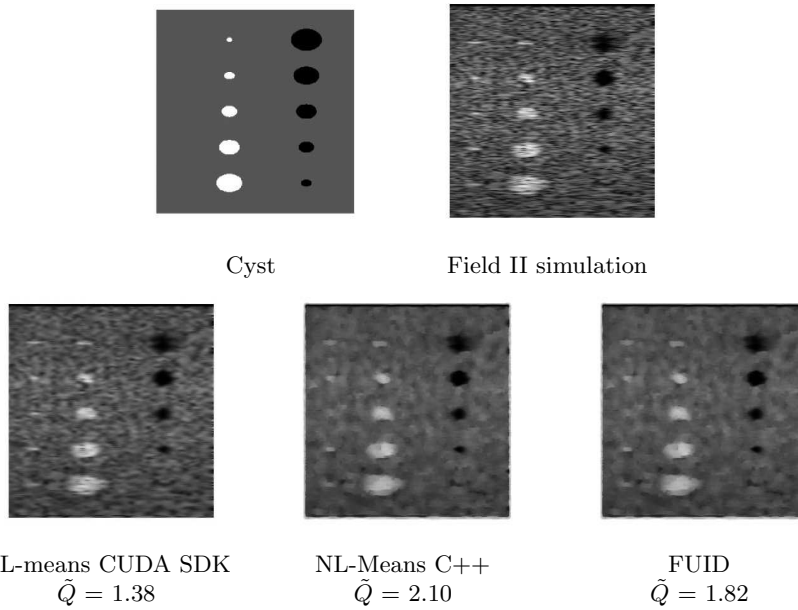 Cyst
Field II simulation
L-means CUDA SDK
NL-Means C++
FUID
Q̃ = 1.38
Q̃ = 2.10
Q̃ = 1.82